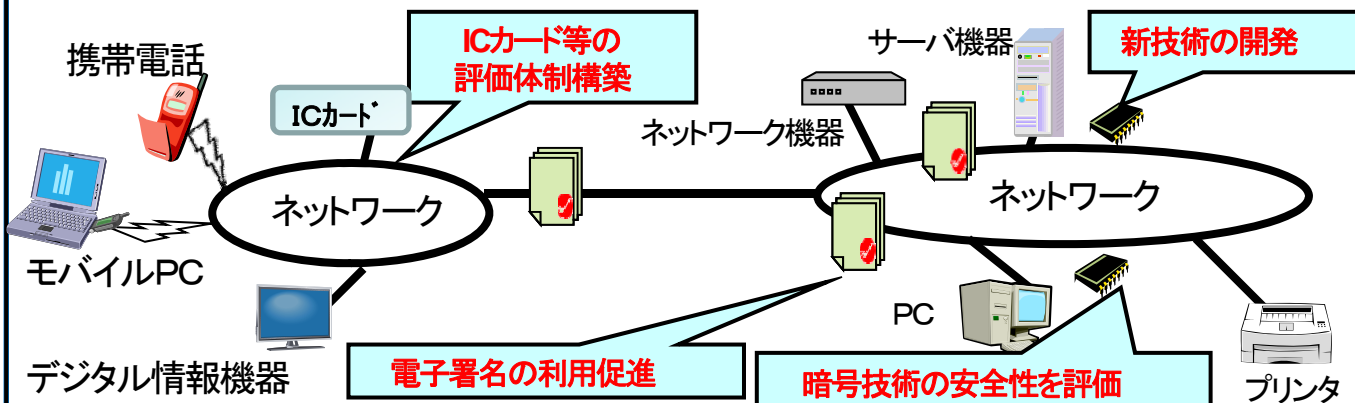 携帯電話
ICカード等の
評価体制構築
サーバ機器
新技術の開発
ICカード
ネットワーク機器
ネットワーク
ネットワーク
モバイルPC
PC
デジタル情報機器
電子署名の利用促進
暗号技術の安全性を評価
プリンタ